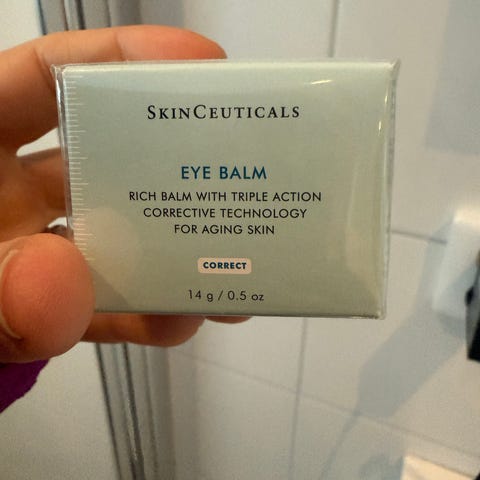 SKINCEUTICALS
EYE BALM
RICH BALM WITH TRIPLE ACTION
CORRECTIVE TECHNOLOGY
FOR AGING SKIN
CORRECT
14 g / 0.5 oz